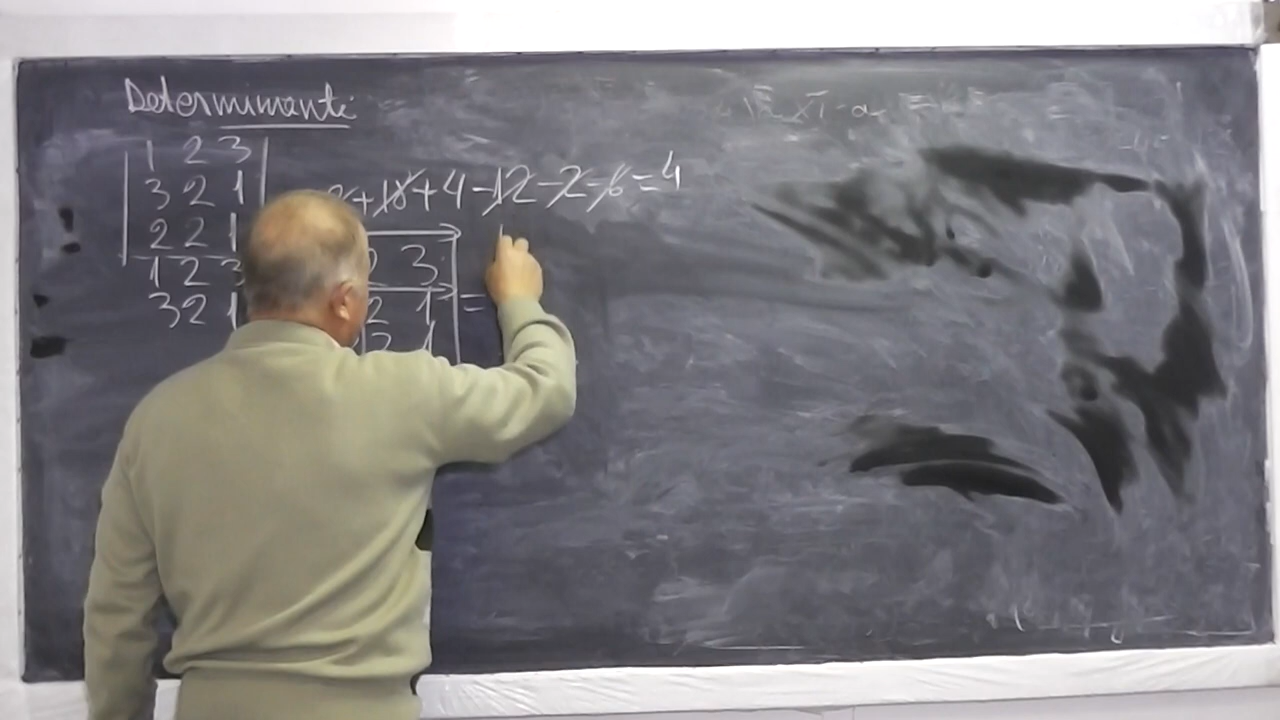 Determinanti
1 2 3
3 2 1
2 2 1
1 2 3
3 2 1
2+18+4-12-2-6=4
2 3
2 1 =
2 1